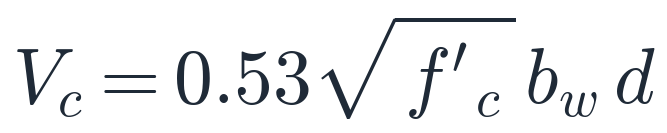 V_c = 0.53 √f'_c b_w d